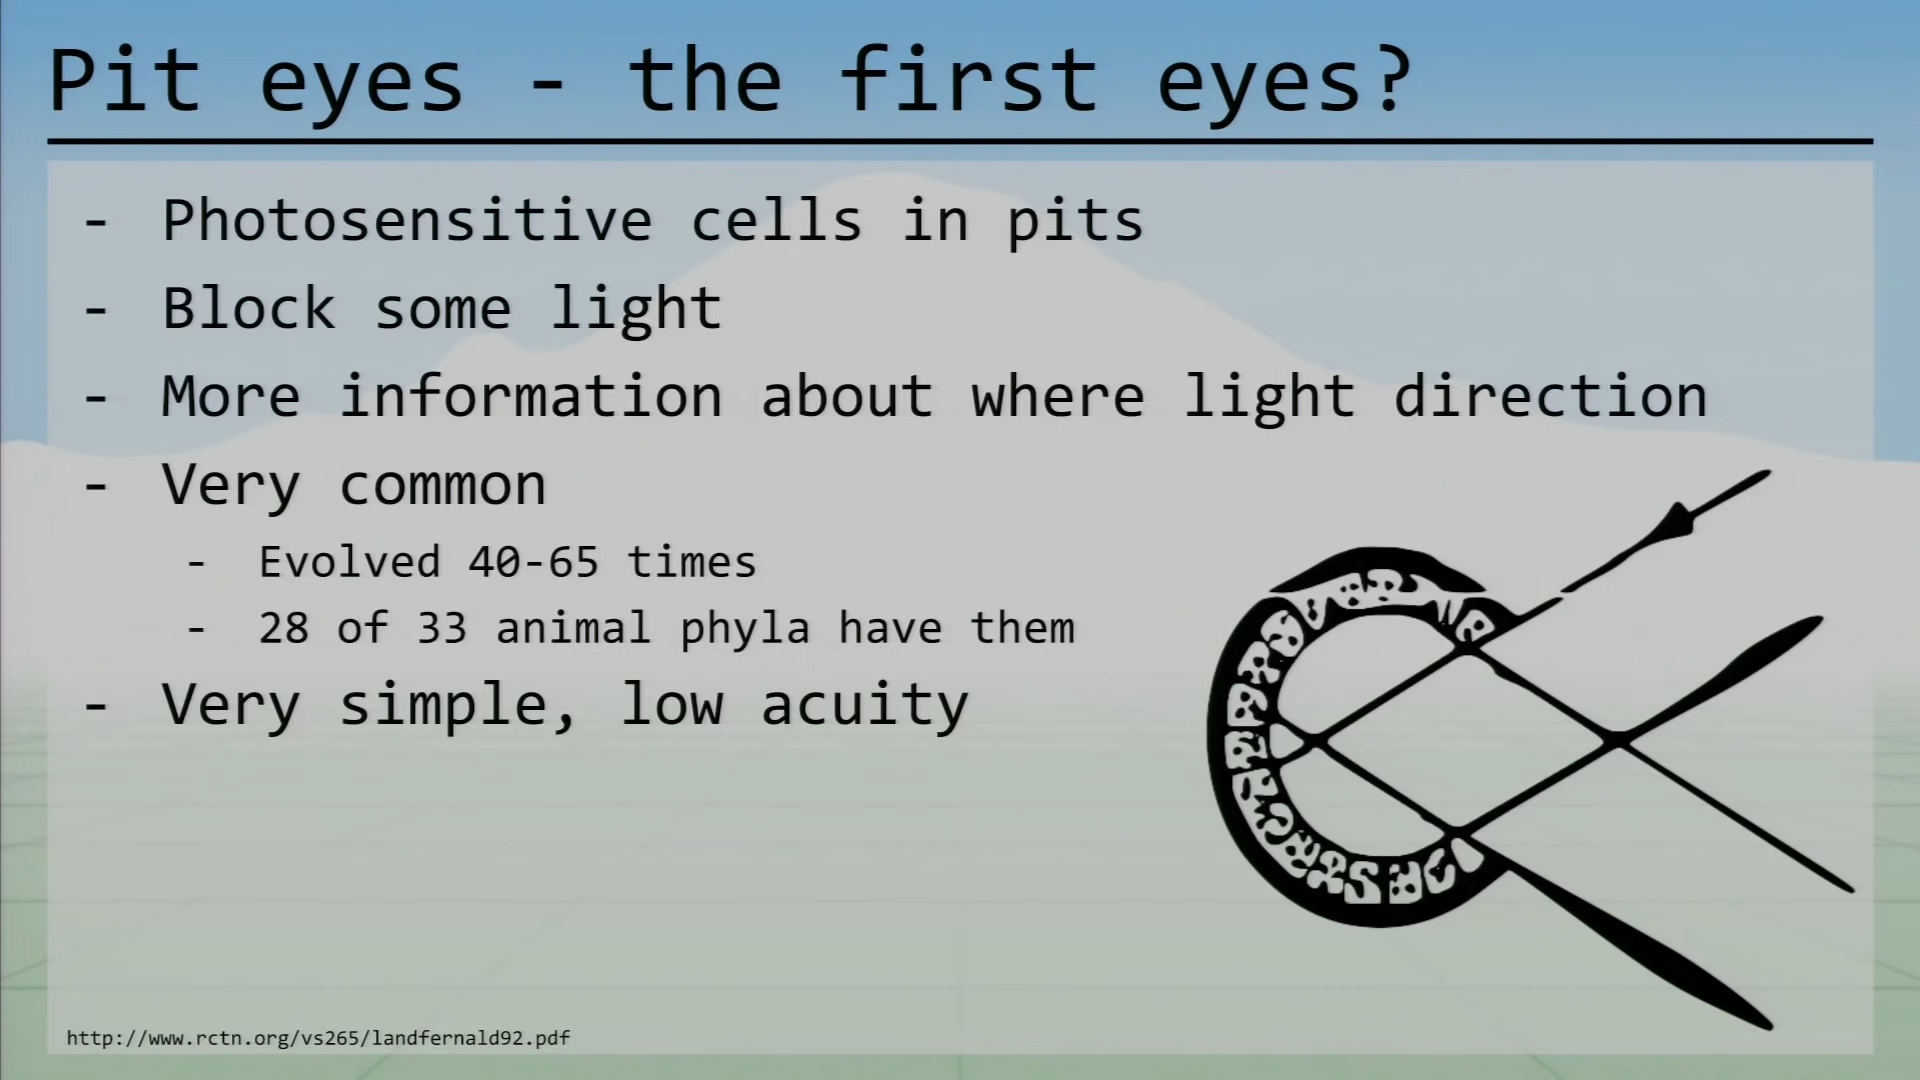 Pit eyes - the first eyes?
- Photosensitive cells in pits
- Block some light
- More information about where light direction
- Very common
- Evolved 40-65 times
- 28 of 33 animal phyla have them
- Very simple, low acuity
http://www.rctn.org/vs265/landfernald92.pdf